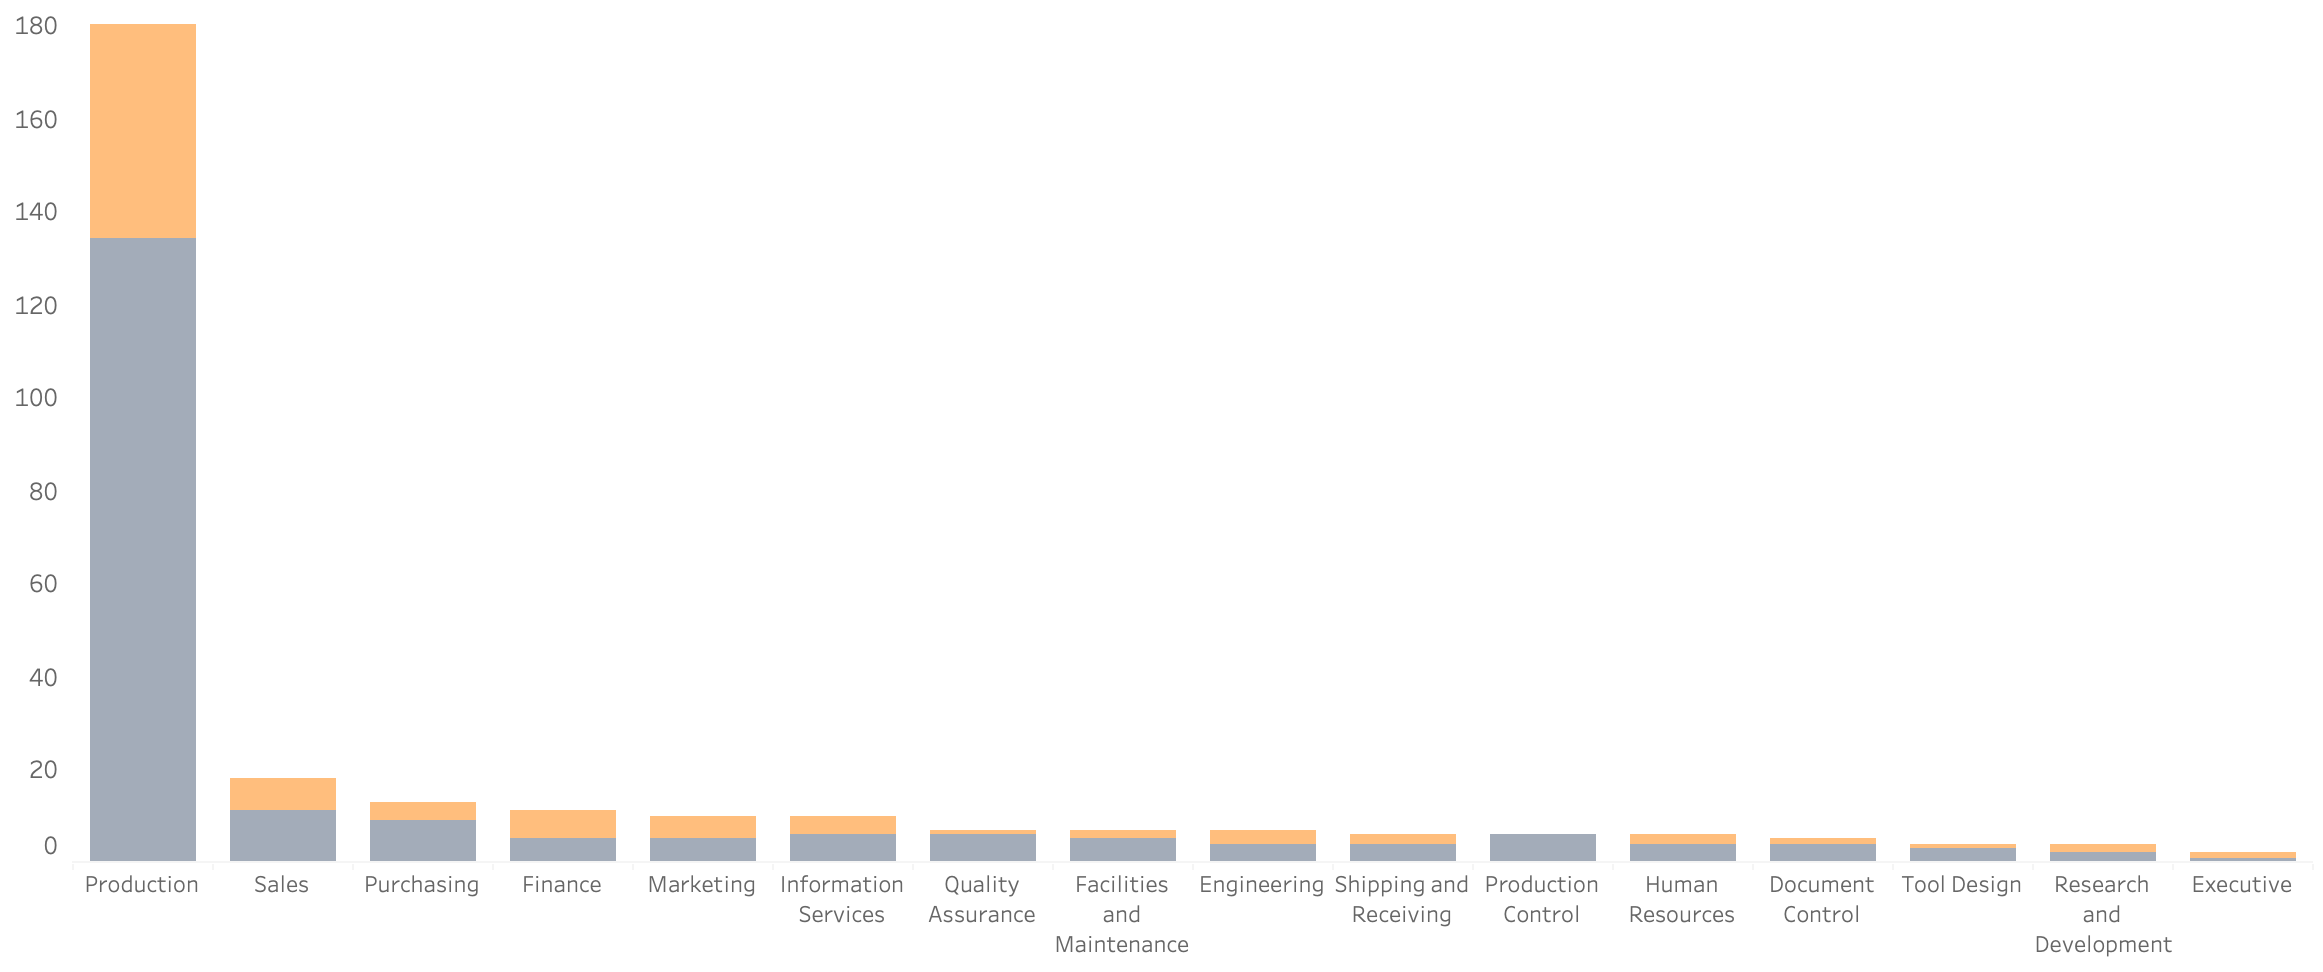 180
160
140
120
100
80
60
40
20
0
Production
Sales
Purchasing
Finance
Marketing
Information
Services
Quality
Assurance
Facilities
and
Maintenance
Engineering
Shipping and
Receiving
Production
Control
Human
Resources
Document
Control
Tool Design
Research
and
Development
Executive